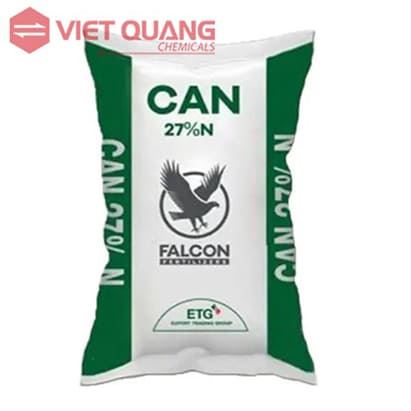 VIET QUANG
CHEMICALS
CAN
27%N
CAN 27% N
CAN 27% N
FALCON
FERTILIZERS
ETG
EXPORT TRADING GROUP